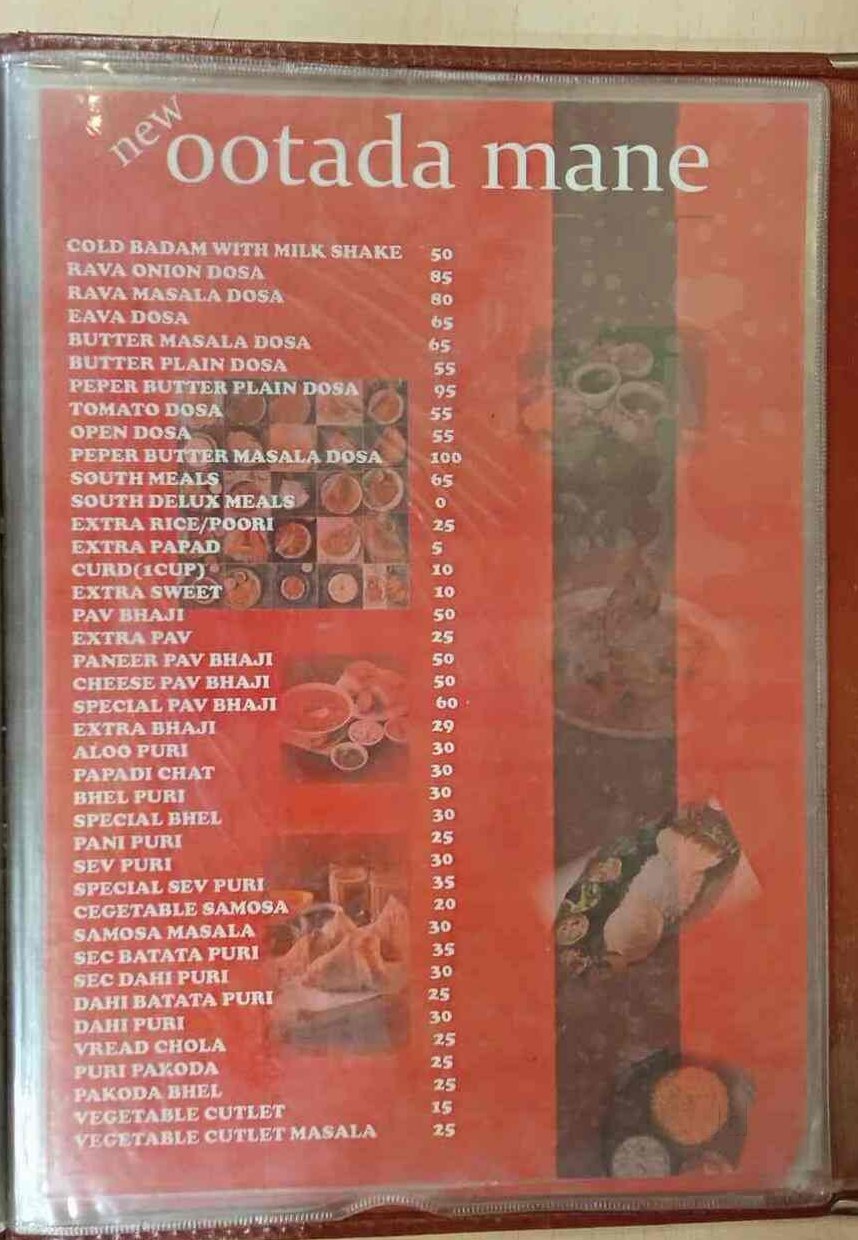 new ootada mane
COLD BADAM WITH MILK SHAKE 50
RAVA ONION DOSA 85
RAVA MASALA DOSA 80
EAVA DOSA 65
BUTTER MASALA DOSA 65
BUTTER PLAIN DOSA 55
PEPER BUTTER PLAIN DOSA 95
TOMATO DOSA 55
OPEN DOSA 55
PEPER BUTTER MASALA DOSA 100
SOUTH MEALS 65
SOUTH DELUX MEALS 0
EXTRA RICE/POORI 25
EXTRA PAPAD 5
CURD(1CUP) 10
EXTRA SWEET 10
PAV BHAJI 50
EXTRA PAV 25
PANEER PAV BHAJI 50
CHEESE PAV BHAJI 50
SPECIAL PAV BHAJI 60
EXTRA BHAJI 29
ALOO PURI 30
PAPADI CHAT 30
BHEL PURI 30
SPECIAL BHEL 30
PANI PURI 25
SEV PURI 30
SPECIAL SEV PURI 35
CEGETABLE SAMOSA 20
SAMOSA MASALA 30
SEC BATATA PURI 35
SEC DAHI PURI 30
DAHI BATATA PURI 25
DAHI PURI 30
VREAD CHOLA 25
PURI PAKODA 25
PAKODA BHEL 25
VEGETABLE CUTLET 15
VEGETABLE CUTLET MASALA 25